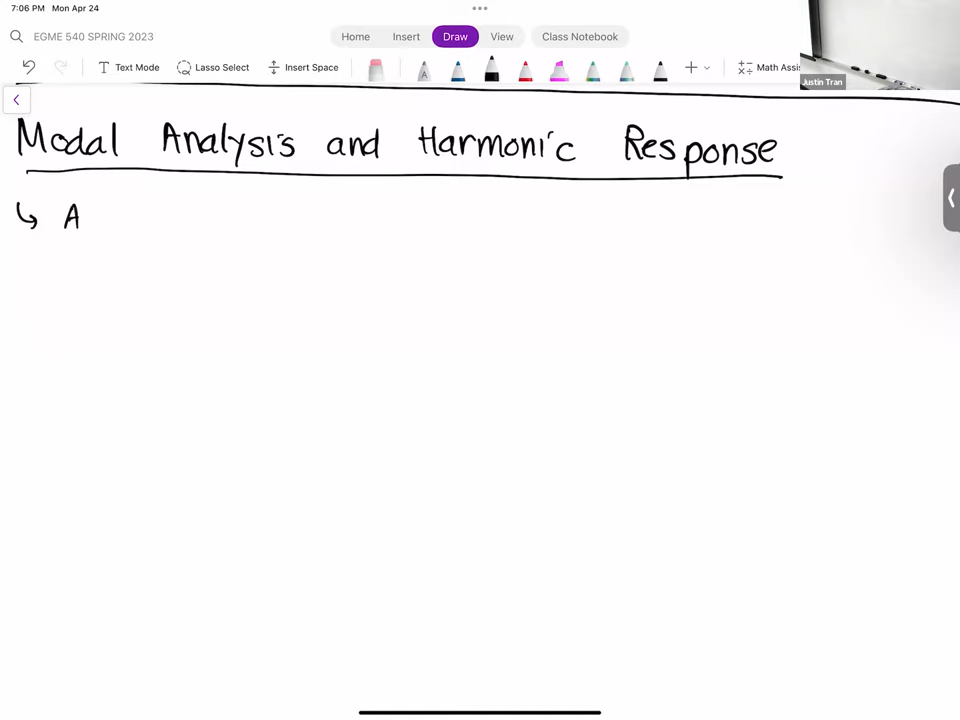 7:06 PM Mon Apr 24
EGME 540 SPRING 2023
Home Insert Draw View Class Notebook
Text Mode Lasso Select Insert Space A Math Assis
Justin Tran
Modal Analysis and Harmonic Response
↳ A